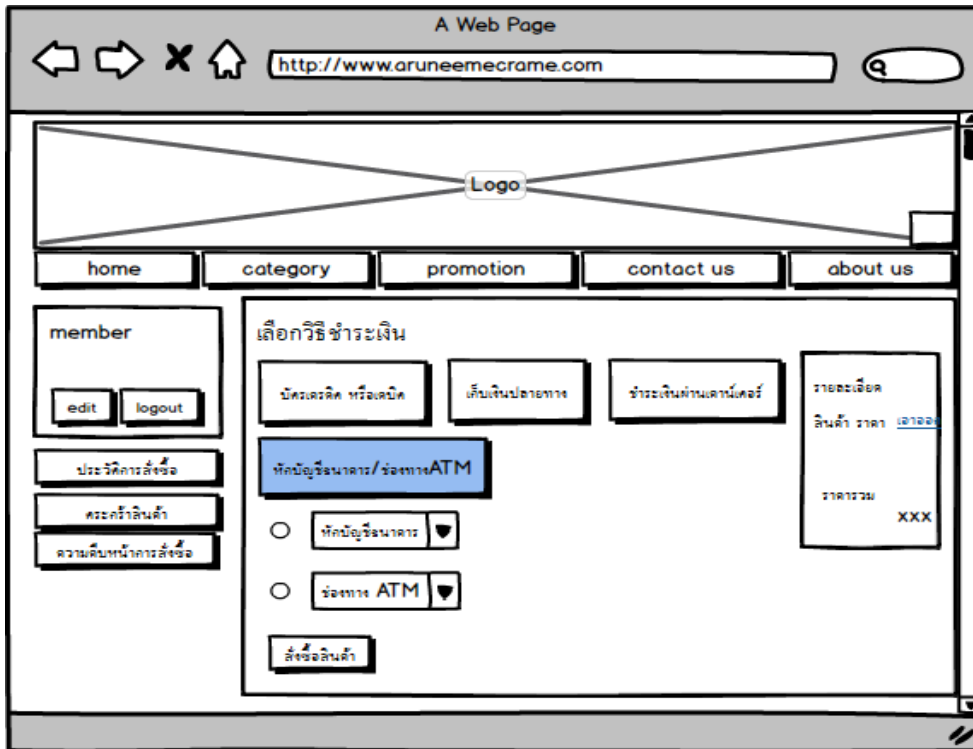 A Web Page
http://www.aruneemecrame.com
Logo
home category promotion contact us about us
member
edit logout
ประวัติการสั่งซื้อ
ตระกร้าสินค้า
ความคืบหน้าการสั่งซื้อ
เลือกวิธีชำระเงิน
บัตรเครดิต หรือเดบิต เก็บเงินปลายทาง ชำระเงินผ่านเคาน์เตอร์
หักบัญชีธนาคาร/ช่องทางATM
หักบัญชีธนาคาร
ช่องทาง ATM
สั่งซื้อสินค้า
รายละเอียด
สินค้า ราคา
ราคารวม
XXX